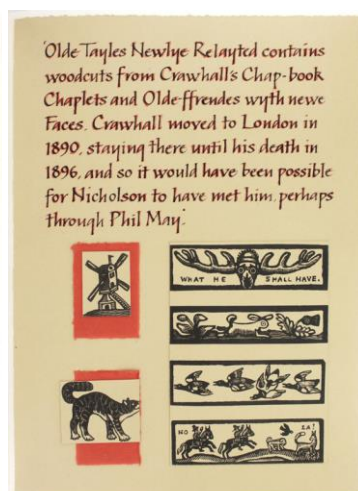 'Olde Tayles Newlye Relayted contains
woodcuts from Crawhall's Chap-book
Chaplets and Olde ffrendes wyth newe
Faces. Crawhall moved to London in
1890, staying there until his death in
1896, and so it would have been possible
for Nicholson to have met him, perhaps
through Phil May.'
WHAT HE SHALL HAVE.
HO ZA!